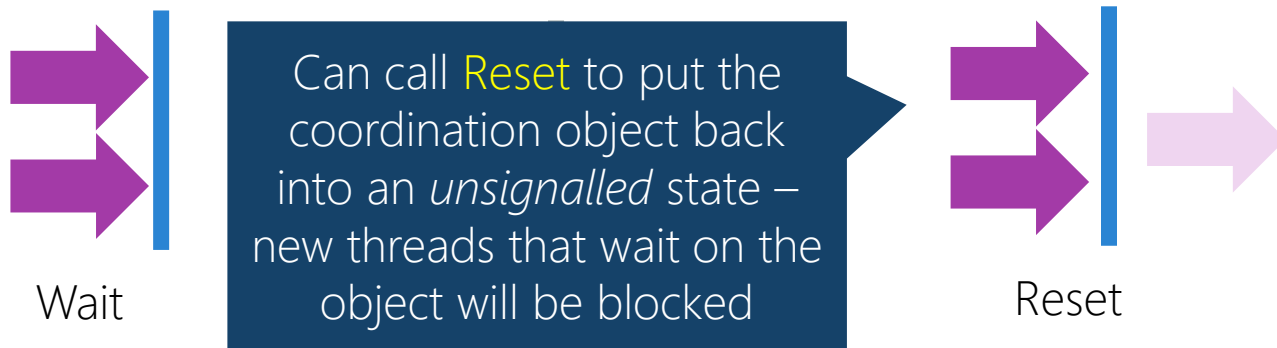 Can call Reset to put the
coordination object back
into an unsignalled state –
new threads that wait on the
object will be blocked
Wait
Reset